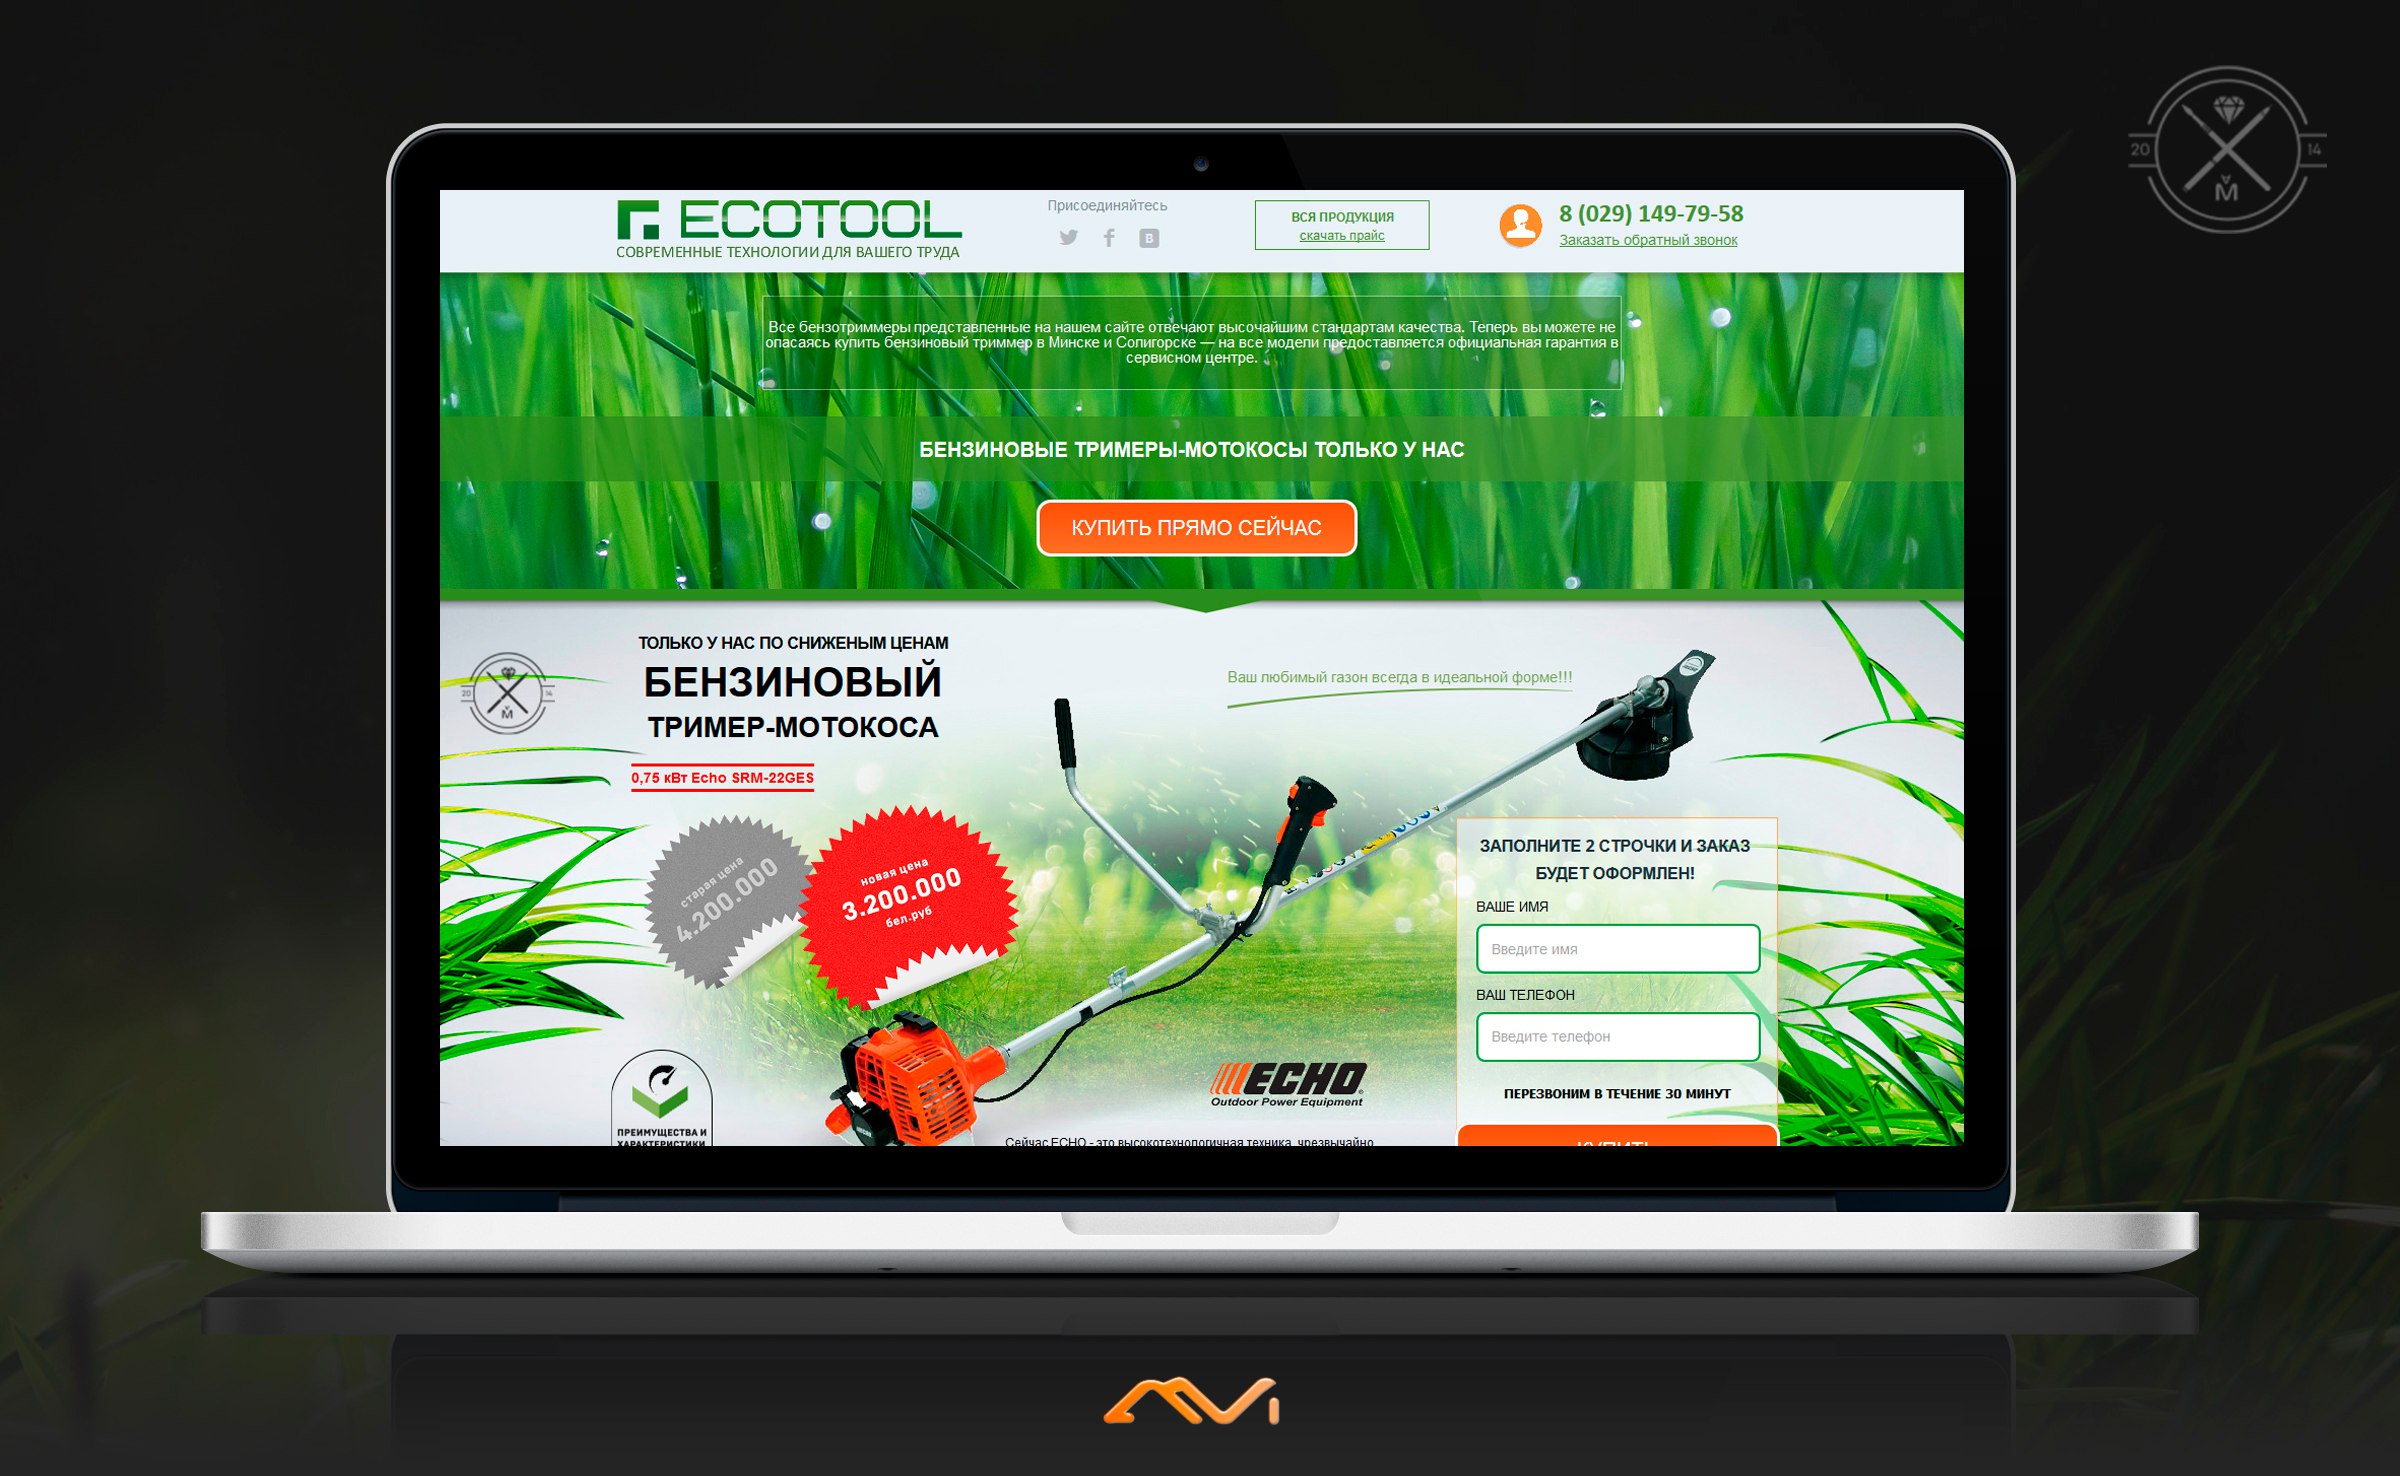 20 14
М
ECOTOOL
СОВРЕМЕННЫЕ ТЕХНОЛОГИИ ДЛЯ ВАШЕГО ТРУДА
Присоединяйтесь
ВСЯ ПРОДУКЦИЯ
скачать прайс
8 (029) 149-79-58
Заказать обратный звонок
Все бензотриммеры представленные на нашем сайте отвечают высочайшим стандартам качества. Теперь вы можете не
опасаясь купить бензиновый триммер в Минске и Солигорске — на все модели предоставляется официальная гарантия в
сервисном центре.
БЕНЗИНОВЫЕ ТРИМЕРЫ-МОТОКОСЫ ТОЛЬКО У НАС
КУПИТЬ ПРЯМО СЕЙЧАС
ТОЛЬКО У НАС ПО СНИЖЕНЫМ ЦЕНАМ
БЕНЗИНОВЫЙ
ТРИМЕР-МОТОКОСА
0,75 кВт Echo SRM-22GES
20 14
М
Ваш любимый газон всегда в идеальной форме!!!
старая цена
4.200.000
новая цена
3.200.000
бел.руб
ЗАПОЛНИТЕ 2 СТРОЧКИ И ЗАКАЗ
БУДЕТ ОФОРМЛЕН!
ВАШЕ ИМЯ
Введите имя
ВАШ ТЕЛЕФОН
Введите телефон
ПЕРЕЗВОНИМ В ТЕЧЕНИЕ 30 МИНУТ
КУПИТЬ
ECHO
Outdoor Power Equipment
ПРЕИМУЩЕСТВА И
ХАРАКТЕРИСТИКИ
Сейчас ECHO - это высокотехнологичная техника, чрезвычайно